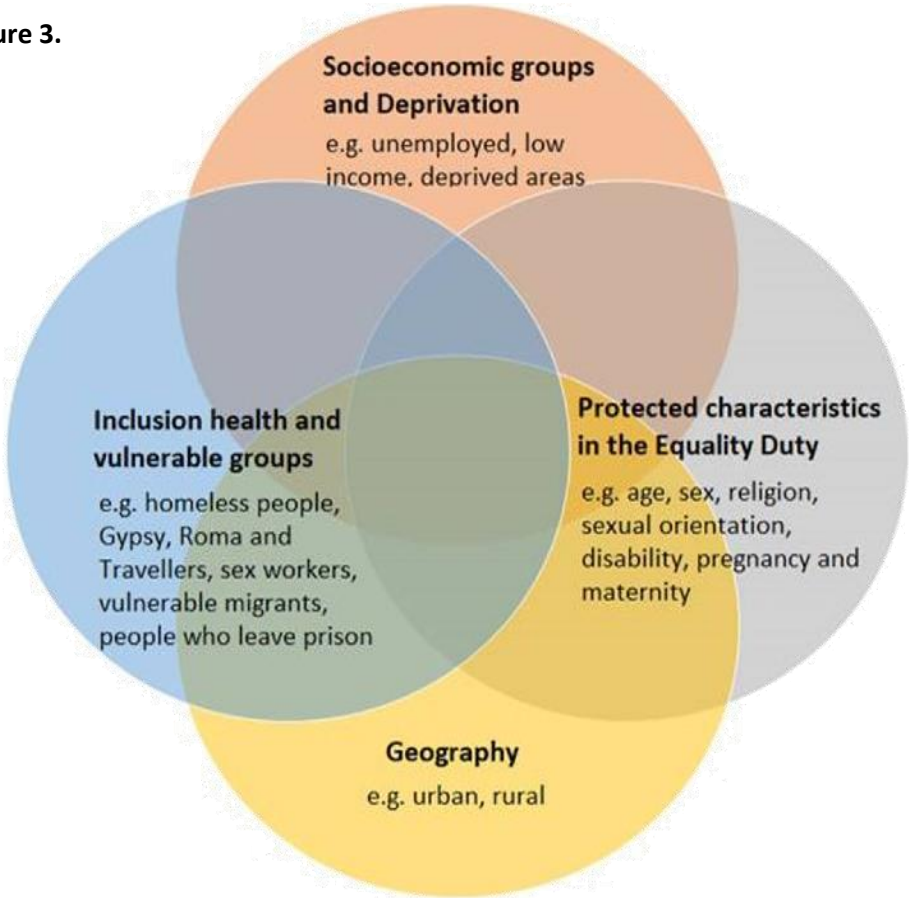 ure 3.
Socioeconomic groups
and Deprivation
e.g. unemployed, low
income, deprived areas
Inclusion health and
vulnerable groups
e.g. homeless people,
Gypsy, Roma and
Travellers, sex workers,
vulnerable migrants,
people who leave prison
Protected characteristics
in the Equality Duty
e.g. age, sex, religion,
sexual orientation,
disability, pregnancy and
maternity
Geography
e.g. urban, rural